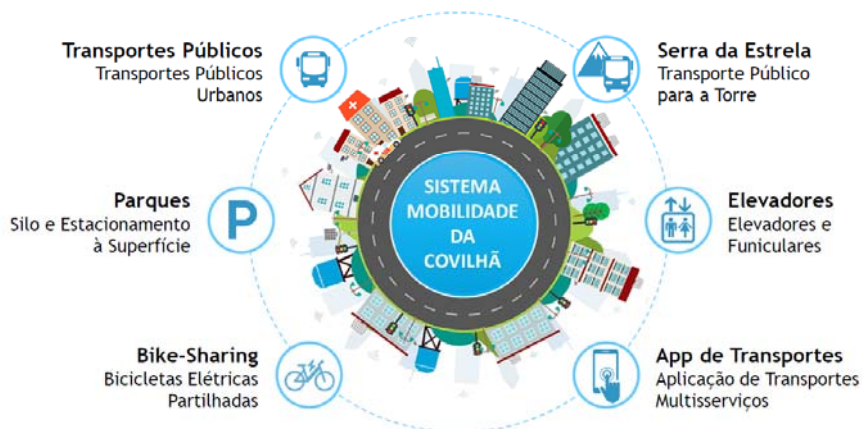 Transportes Públicos
Transportes Públicos
Urbanos
Serra da Estrela
Transporte Público
para a Torre
Parques
Silo e Estacionamento
à Superfície
P
SISTEMA
MOBILIDADE
DA
COVILHÃ
Elevadores
Elevadores e
Funiculares
Bike-Sharing
Bicicletas Elétricas
Partilhadas
App de Transportes
Aplicação de Transportes
Multisserviços